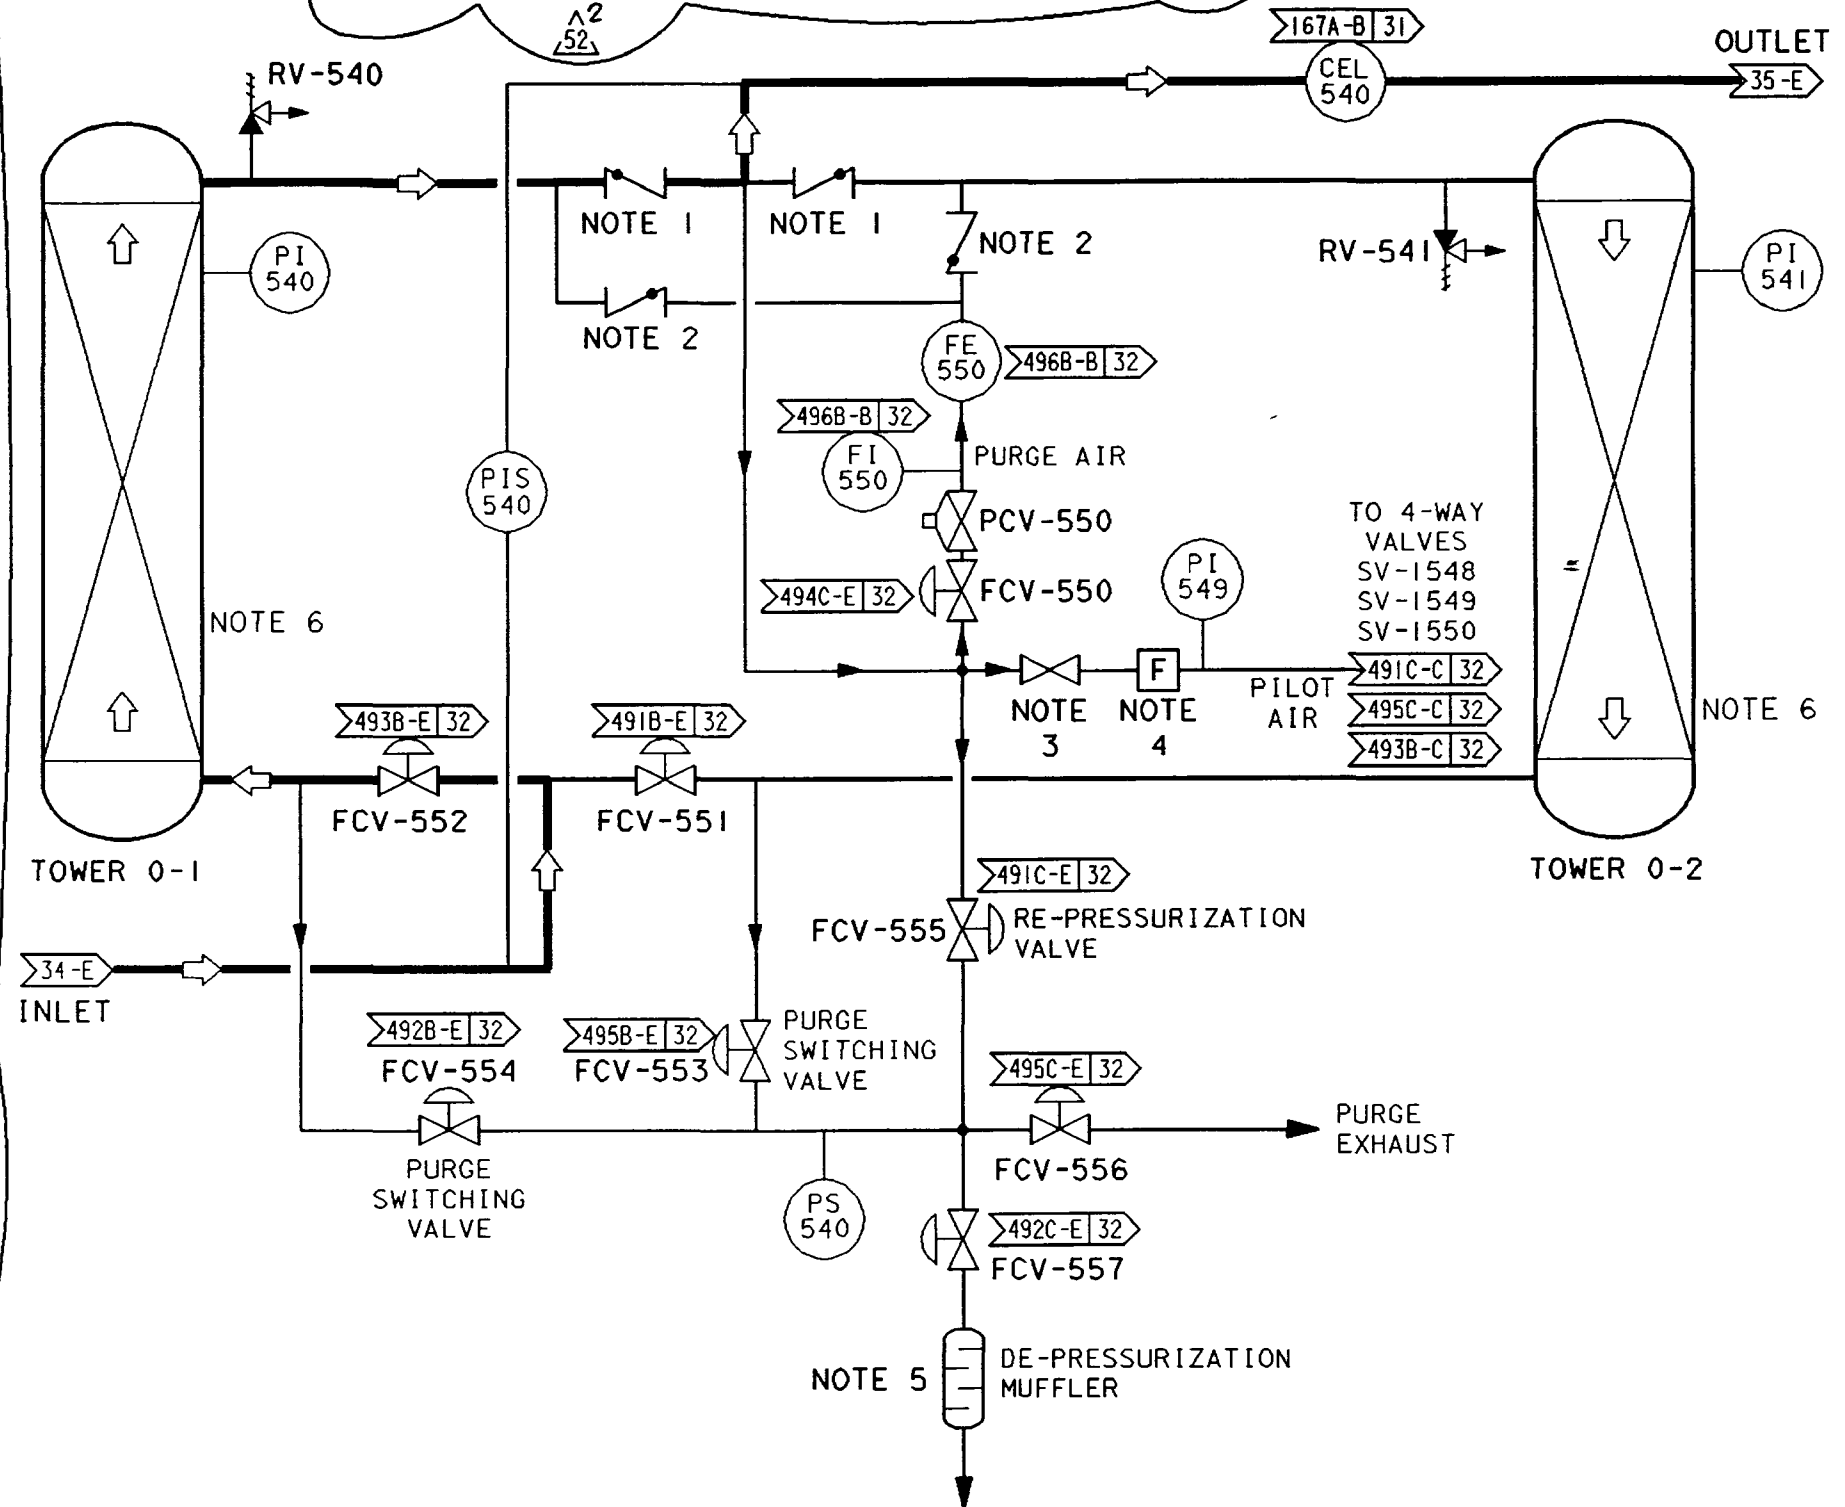 2
52
167A-B 31
OUTLET
RV-540
CEL
540
35-E
NOTE 1
NOTE 1
NOTE 2
RV-541
PI
540
PI
541
NOTE 2
FE
550
496B-B 32
496B-B 32
FI
550
PURGE AIR
PIS
540
PCV-550
TO 4-WAY
VALVES
SV-1548
SV-1549
SV-1550
PI
549
494C-E 32
FCV-550
NOTE 6
F
491C-C 32
PILOT
AIR
495C-C 32
493B-C 32
NOTE
3
NOTE
4
NOTE 6
493B-E 32
491B-E 32
FCV-552
FCV-551
TOWER 0-1
TOWER 0-2
491C-E 32
FCV-555
RE-PRESSURIZATION
VALVE
34-E
INLET
492B-E 32
FCV-554
495B-E 32
FCV-553
PURGE
SWITCHING
VALVE
495C-E 32
PURGE
EXHAUST
FCV-556
PURGE
SWITCHING
VALVE
PS
540
492C-E 32
FCV-557
NOTE 5
DE-PRESSURIZATION
MUFFLER